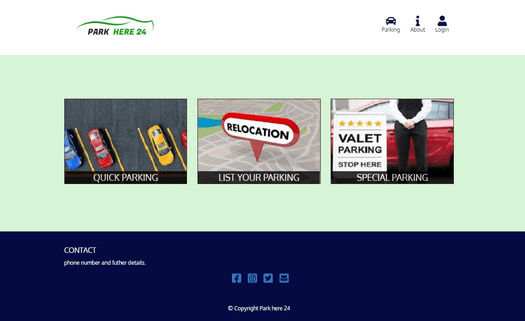 PARK HERE 24
Parking
About
Login
RELOCATION
VALET
PARKING
STOP HERE
QUICK PARKING
LIST YOUR PARKING
SPECIAL PARKING
CONTACT
phone number and futher details.
© Copyright Park here 24